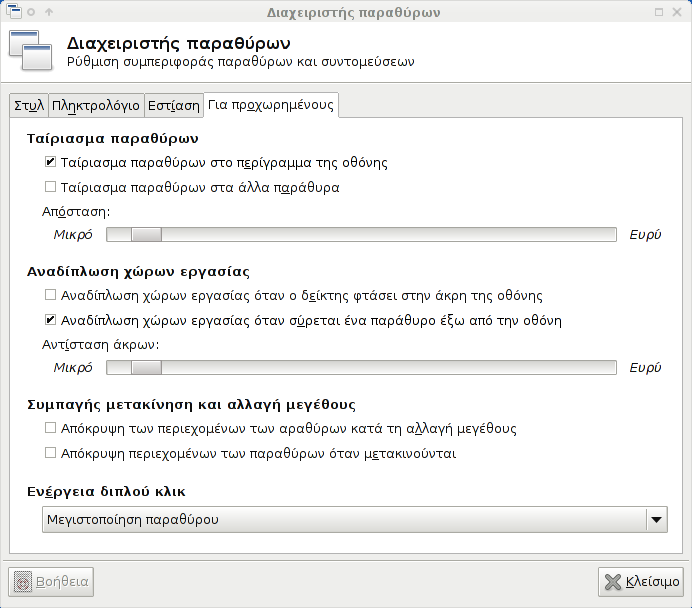 Διαχειριστής παραθύρων
Διαχειριστής παραθύρων
Ρύθμιση συμπεριφοράς παραθύρων και συντομεύσεων
Στυλ Πληκτρολόγιο Εστίαση Για προχωρημένους
Ταίριασμα παραθύρων
Ταίριασμα παραθύρων στο περίγραμμα της οθόνης
Ταίριασμα παραθύρων στα άλλα παράθυρα
Απόσταση:
Μικρό Ευρύ
Αναδίπλωση χώρων εργασίας
Αναδίπλωση χώρων εργασίας όταν ο δείκτης φτάσει στην άκρη της οθόνης
Αναδίπλωση χώρων εργασίας όταν σύρεται ένα παράθυρο έξω από την οθόνη
Αντίσταση άκρων:
Μικρό Ευρύ
Συμπαγής μετακίνηση και αλλαγή μεγέθους
Απόκρυψη των περιεχομένων των αραθύρων κατά τη αλλαγή μεγέθους
Απόκρυψη περιεχομένων των παραθύρων όταν μετακινούνται
Ενέργεια διπλού κλικ
Μεγιστοποίηση παραθύρου
Βοήθεια Κλείσιμο